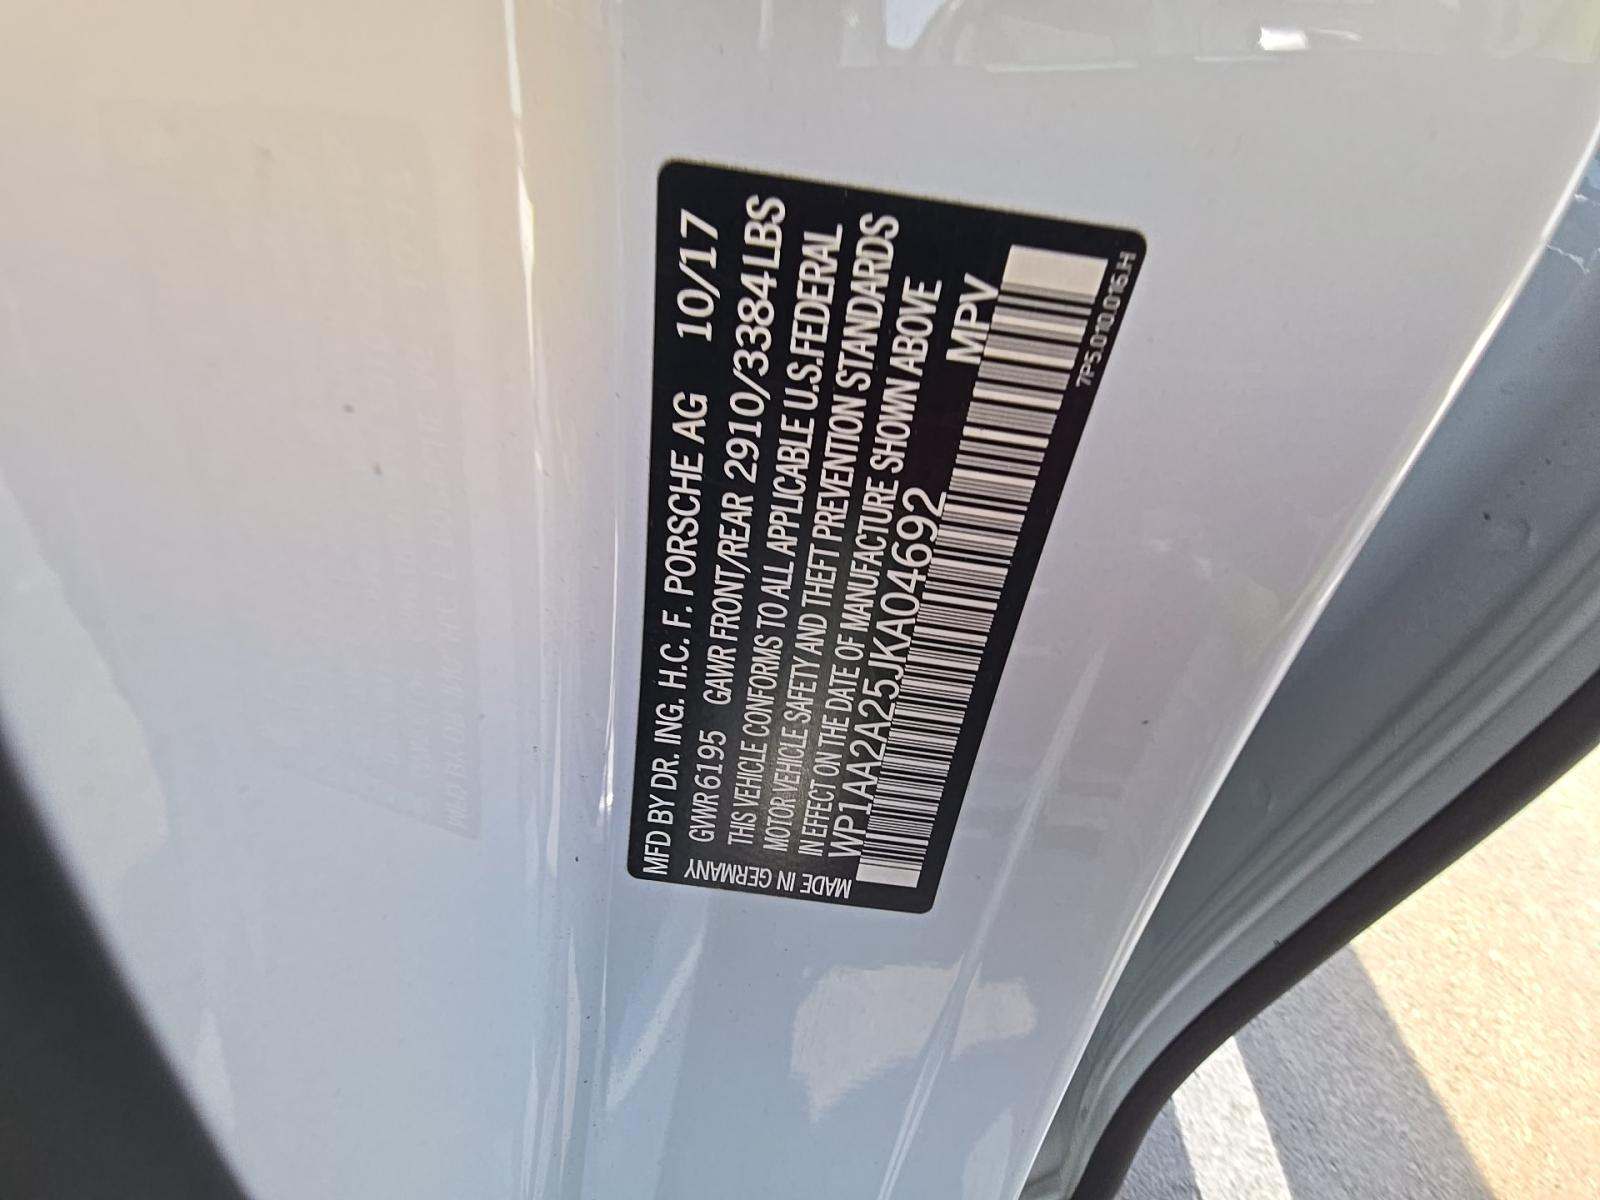 MFD BY DR. ING. H.C. F. PORSCHE AG 10/17
GVWR 6195 GAWR FRONT/REAR 2910/3384LBS
THIS VEHICLE CONFORMS TO ALL APPLICABLE U.S.FEDERAL
MOTOR VEHICLE SAFETY AND THEFT PREVENTION STANDARDS
IN EFFECT ON THE DATE OF MANUFACTURE SHOWN ABOVE
WP1AA2A25JKA04692 MPV
7P5.010.016.H
MADE IN GERMANY